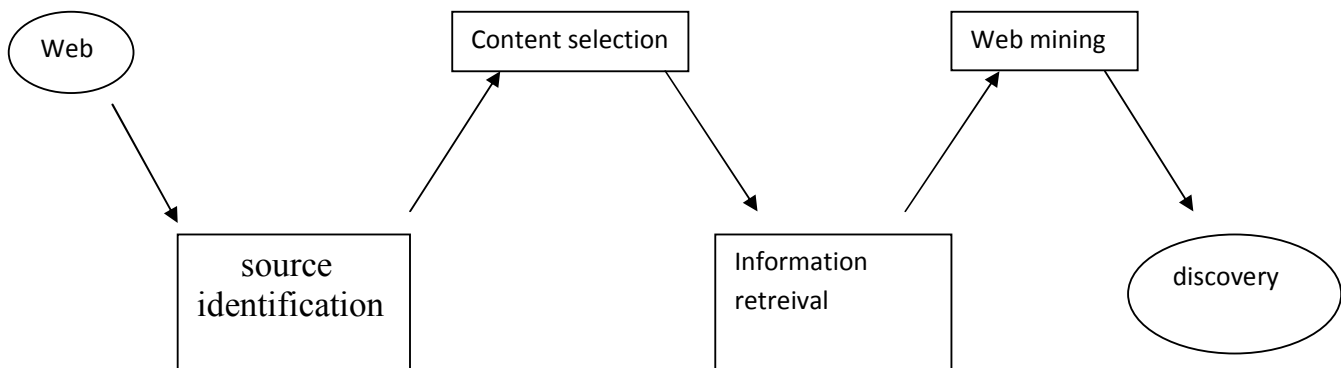 Web
Content selection
Web mining
source
identification
Information
retreival
discovery